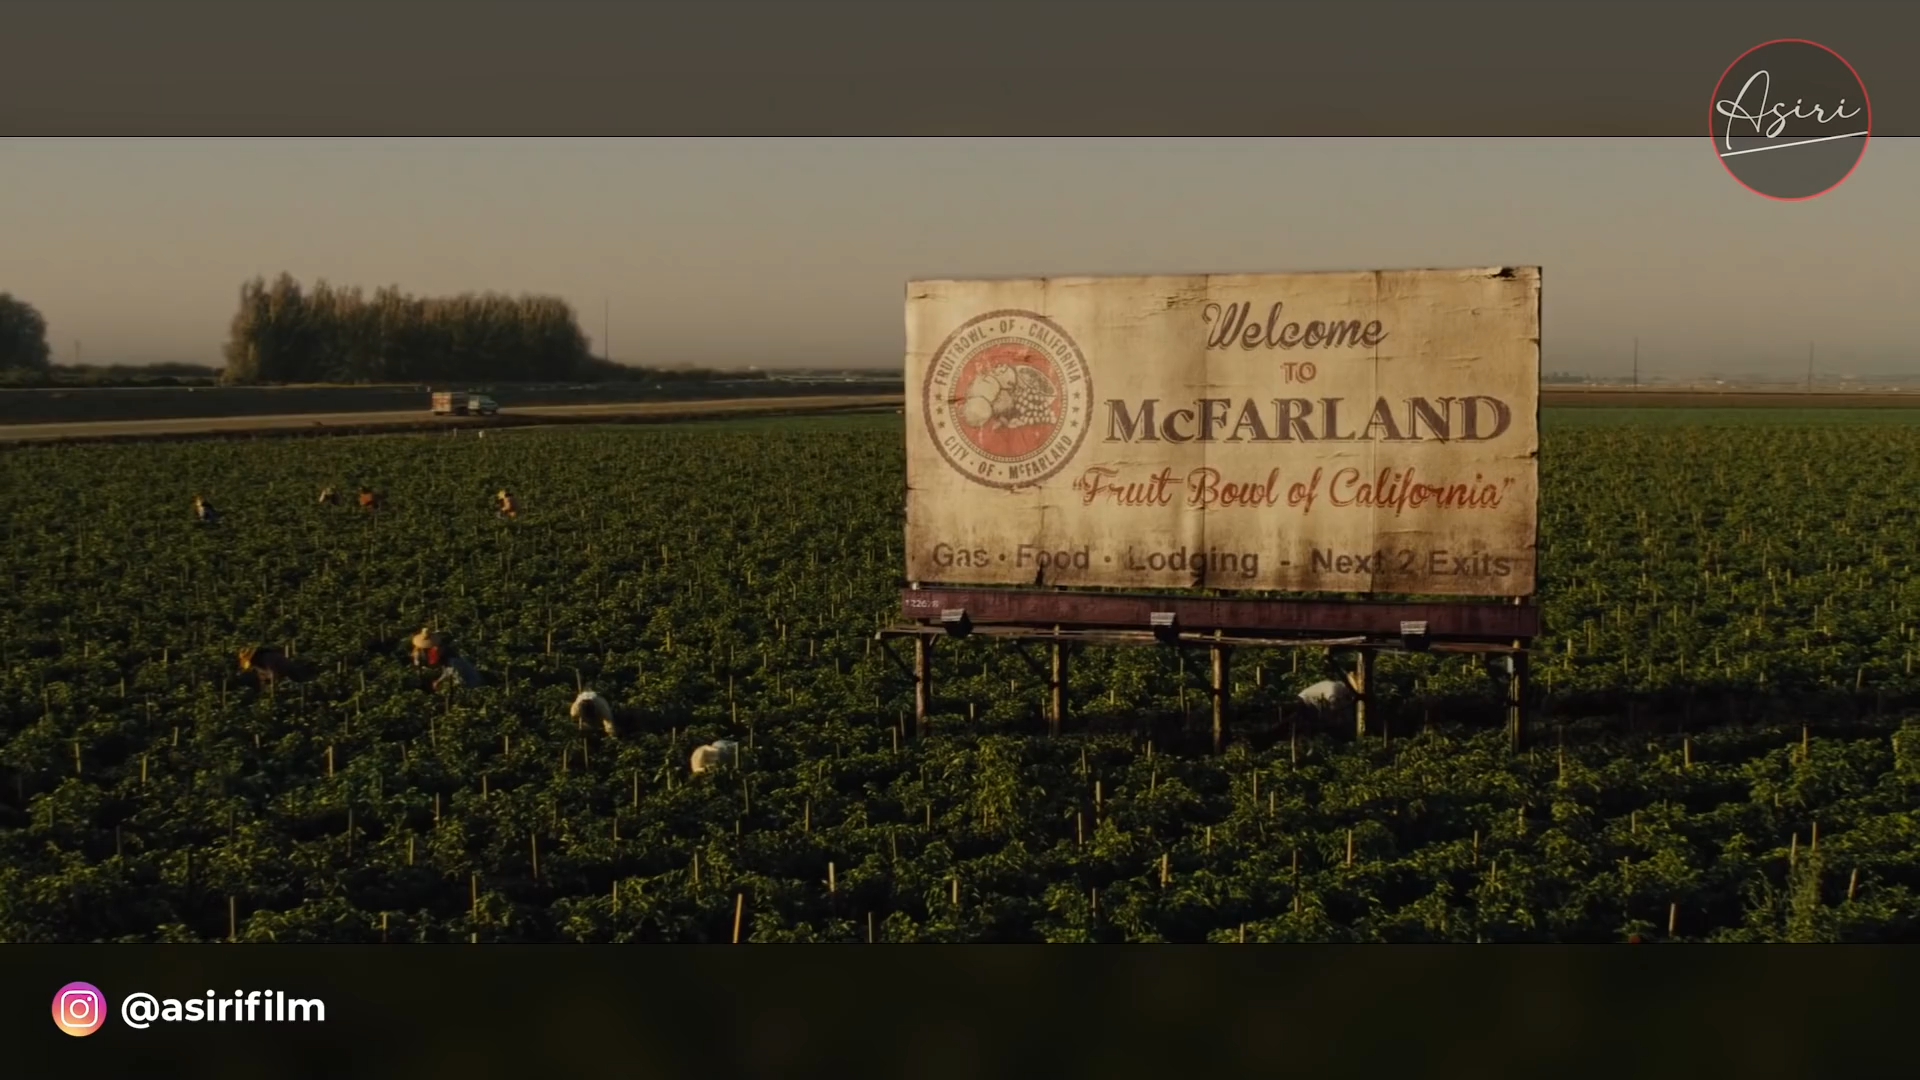 Asiri
Welcome
TO
McFARLAND
"Fruit Bowl of California"
FRUITBOWL · OF · CALIFORNIA
CITY · OF · McFARLAND
Gas · Food · Lodging - Next 2 Exits
@asirifilm